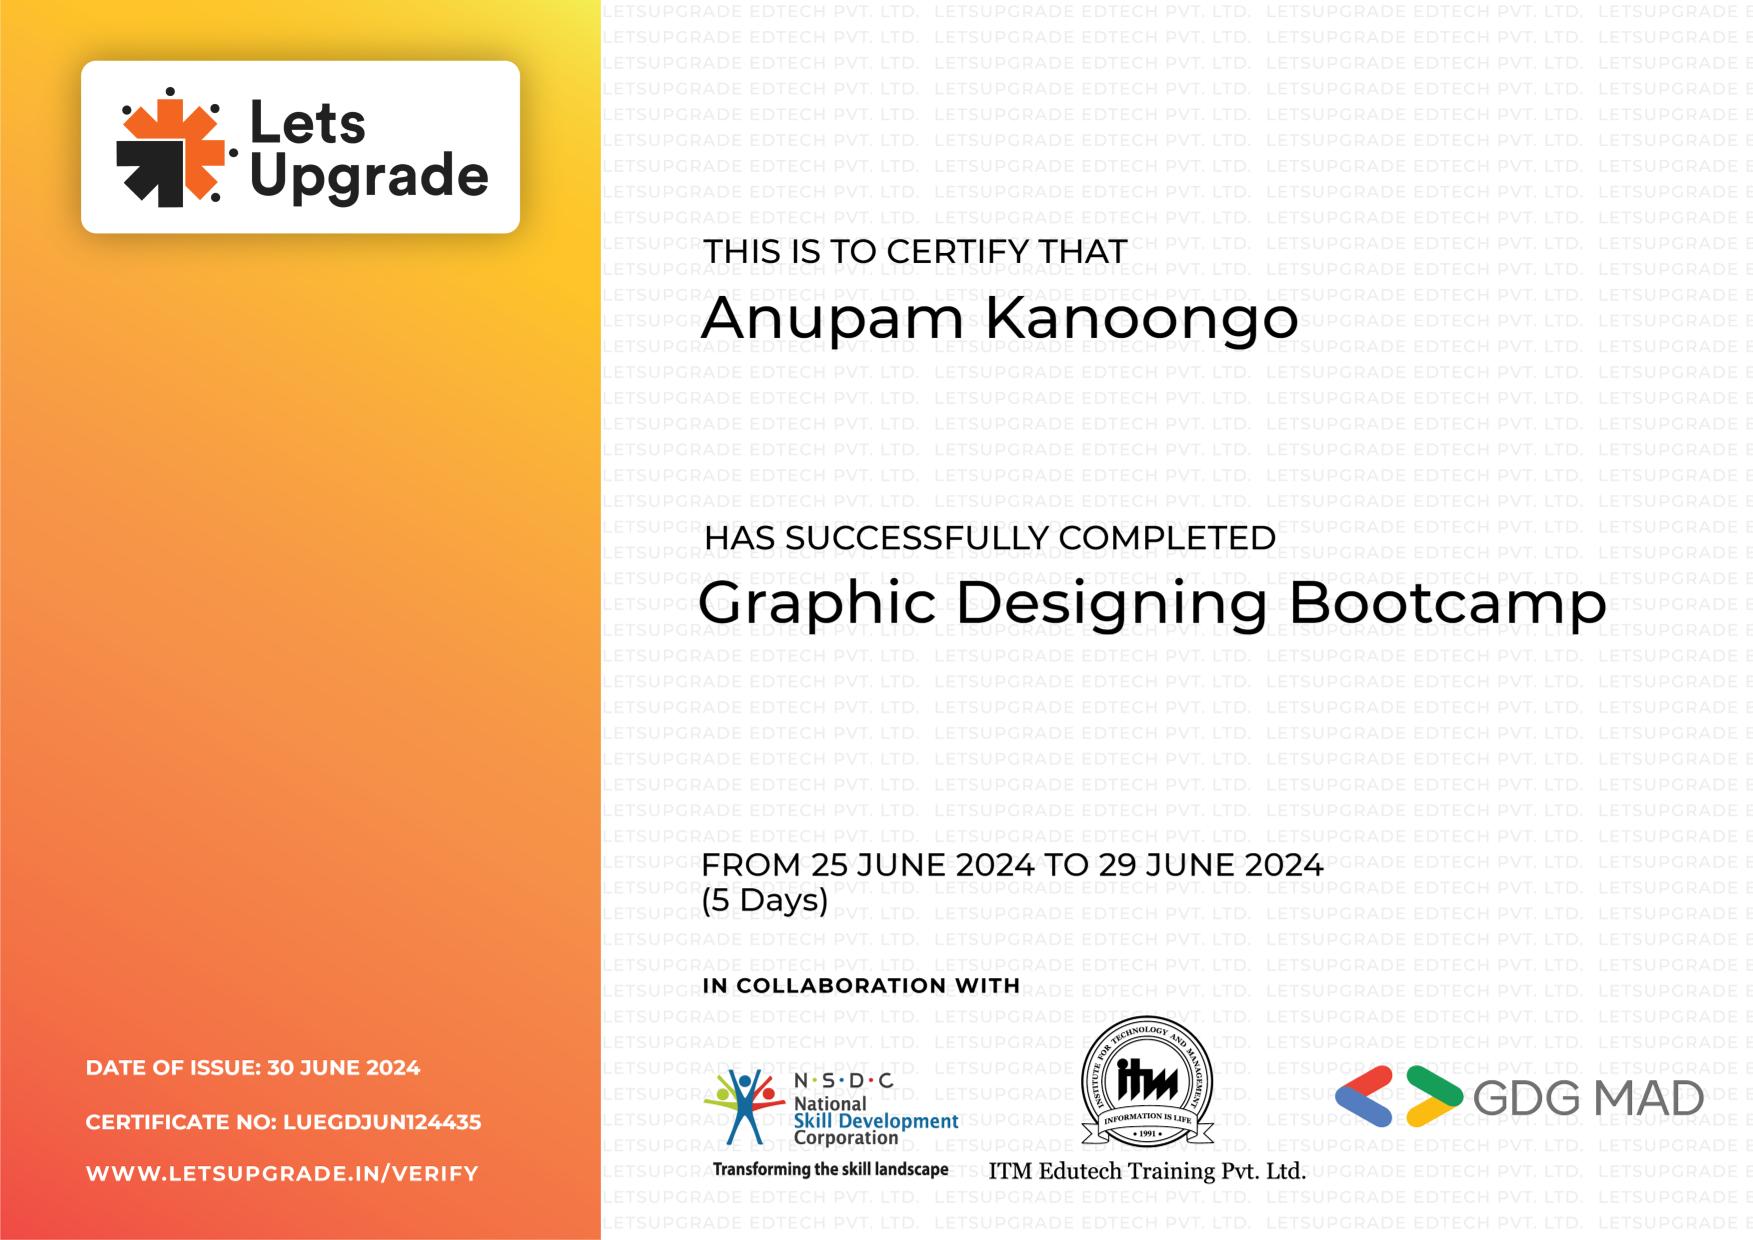 Lets
Upgrade
THIS IS TO CERTIFY THAT
Anupam Kanoongo
HAS SUCCESSFULLY COMPLETED
Graphic Designing Bootcamp
FROM 25 JUNE 2024 TO 29 JUNE 2024
(5 Days)
IN COLLABORATION WITH
N·S·D·C
National
Skill Development
Corporation
Transforming the skill landscape
INSTITUTE FOR TECHNOLOGY AND MANAGEMENT
itm
INFORMATION IS LIFE
• 1991 •
ITM Edutech Training Pvt. Ltd.
GDG MAD
DATE OF ISSUE: 30 JUNE 2024
CERTIFICATE NO: LUEGDJUN124435
WWW.LETSUPGRADE.IN/VERIFY
LETSUPGRADE EDTECH PVT. LTD.